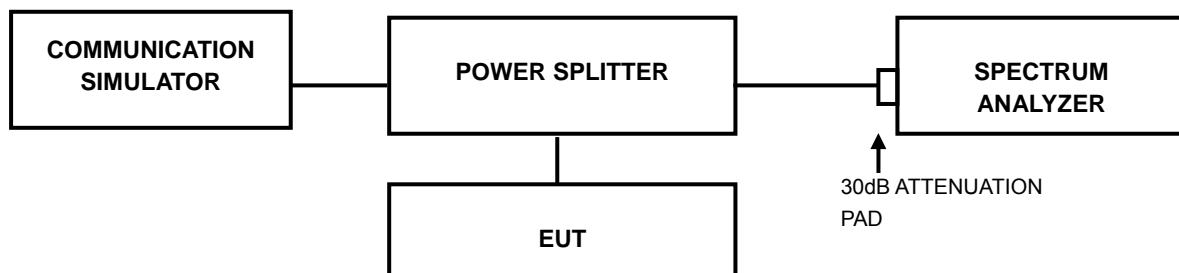 COMMUNICATION
SIMULATOR
POWER SPLITTER
SPECTRUM
ANALYZER
30dB ATTENUATION
PAD
EUT